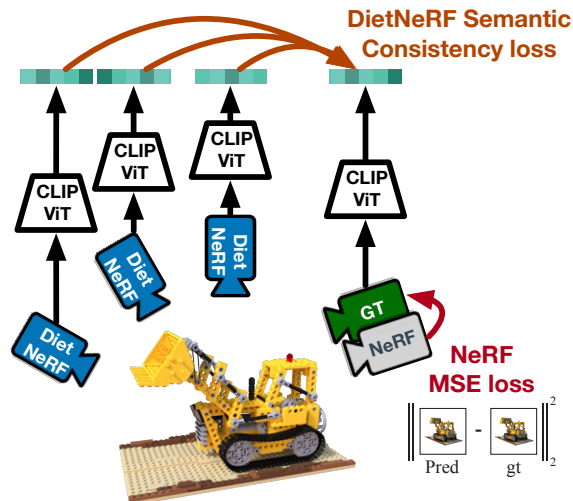 DietNeRF Semantic
Consistency loss
CLIP
ViT
CLIP
ViT
CLIP
ViT
CLIP
ViT
Diet
NeRF
Diet
NeRF
Diet
NeRF
GT
NeRF
NeRF
MSE loss
2
-
2
Pred
gt